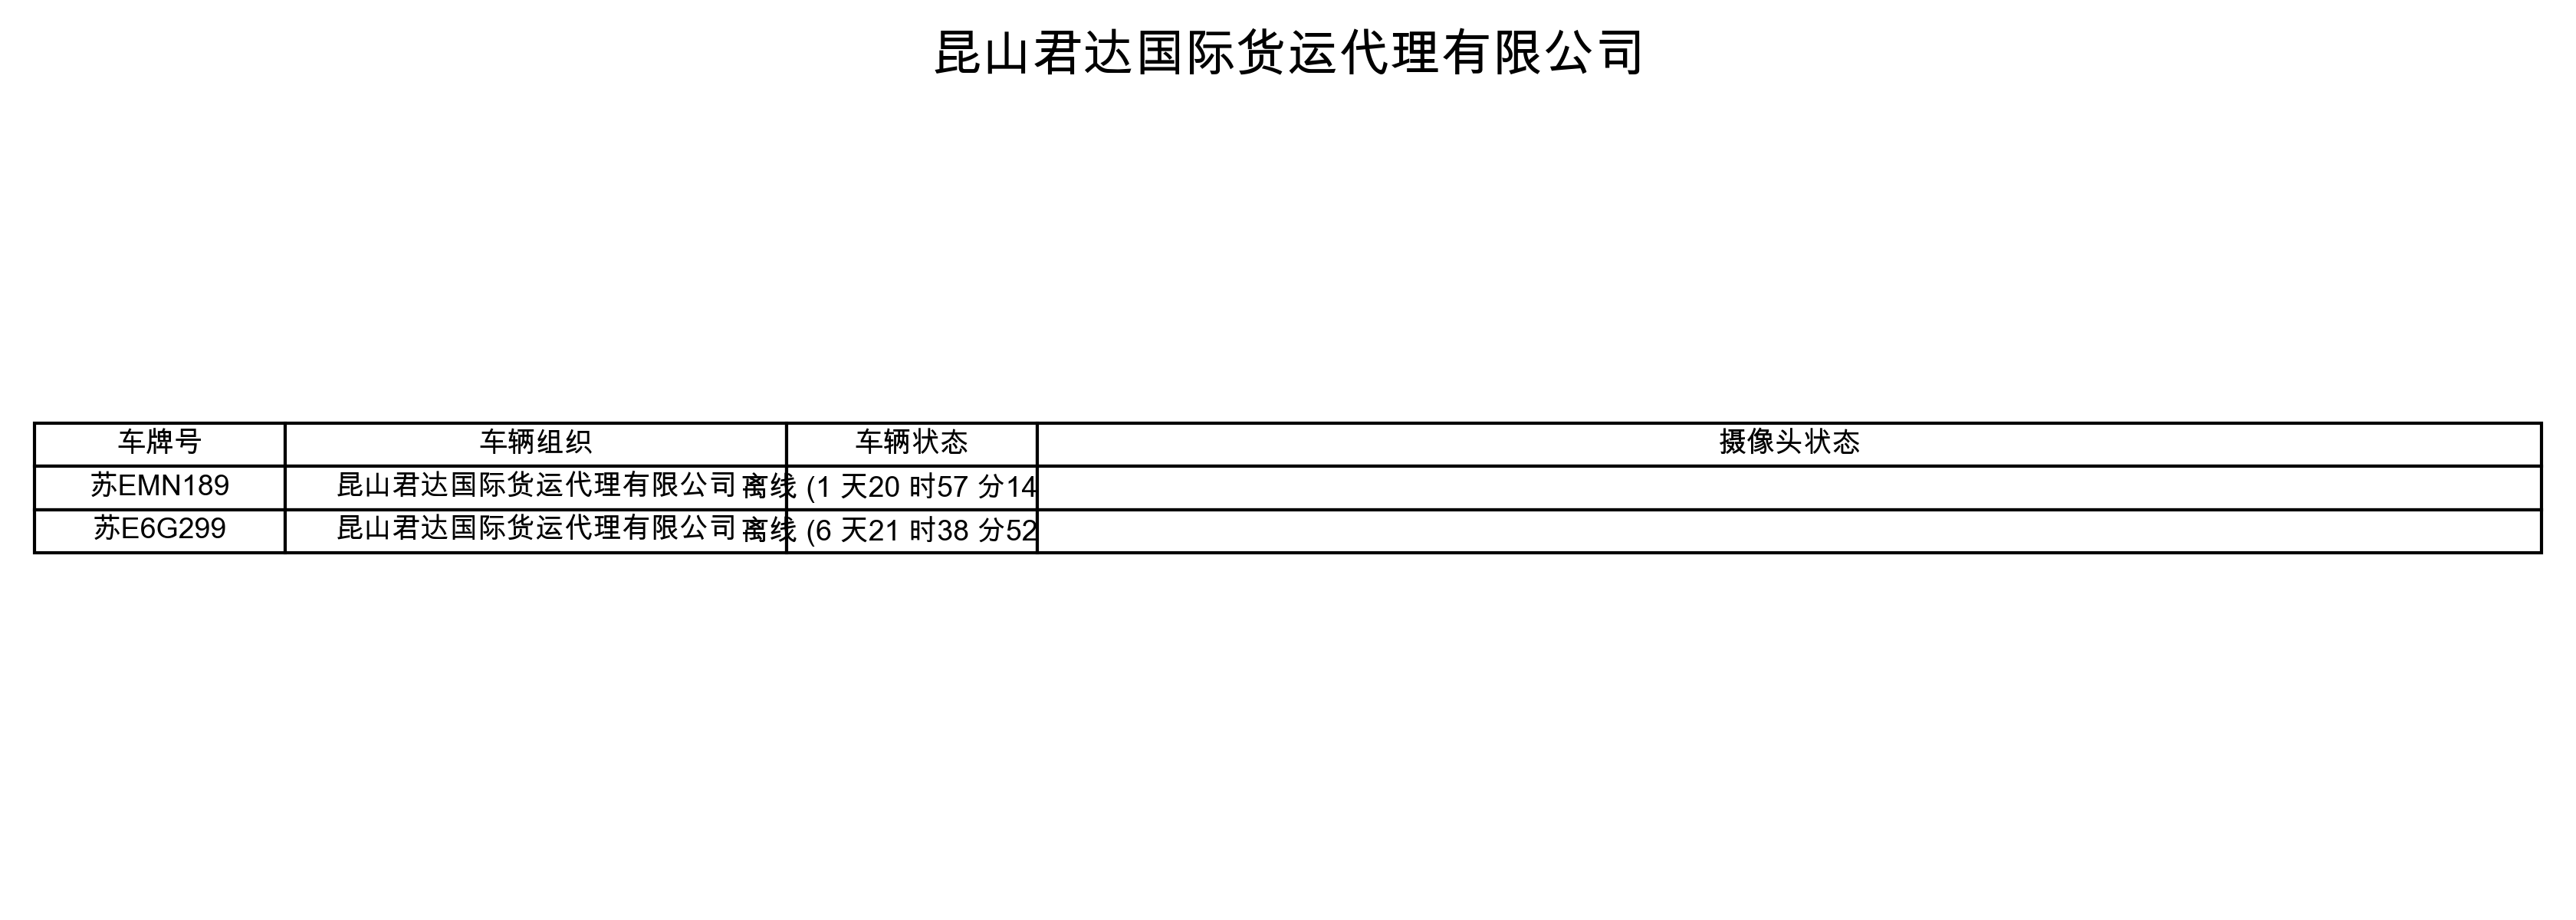 昆山君达国际货运代理有限公司
车牌号 车辆组织 车辆状态 摄像头状态
苏EMN189 昆山君达国际货运代理有限公司 离线 (1 天20 时57 分14
苏E6G299 昆山君达国际货运代理有限公司 离线 (6 天21 时38 分52